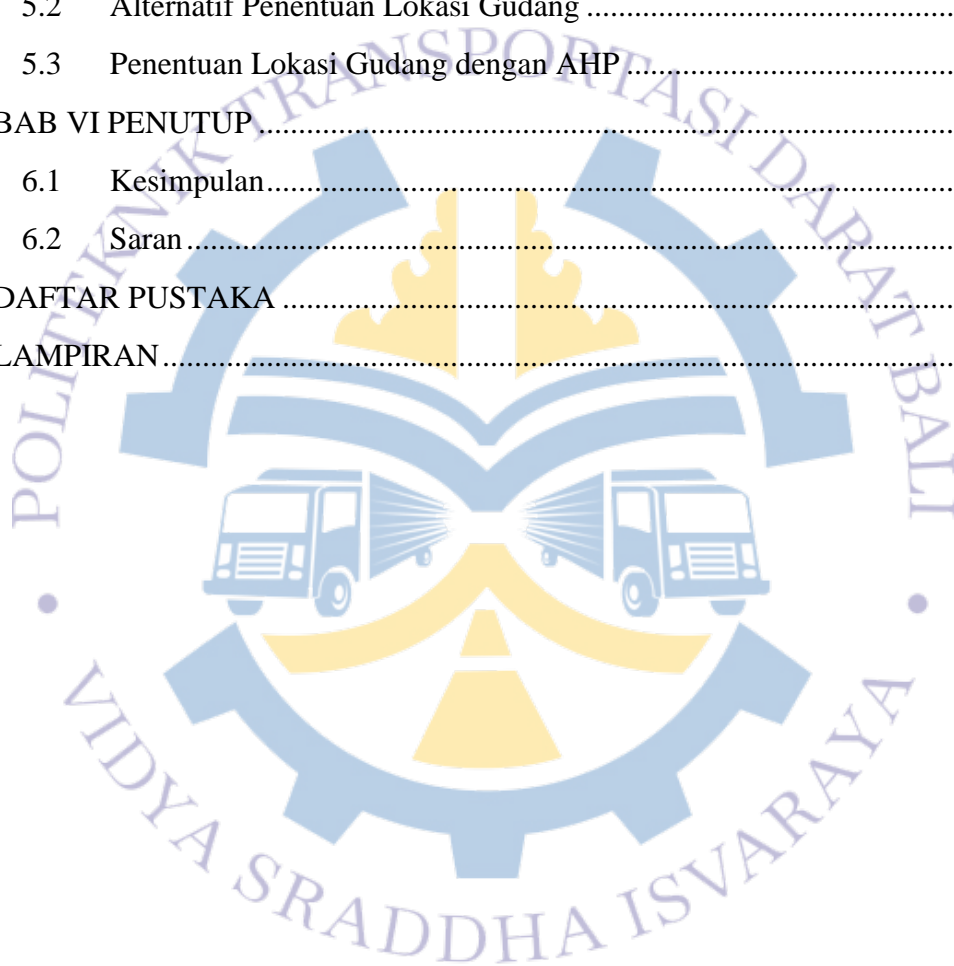 5.2 Alternatif Penentuan Lokasi Gudang ..............................................
5.3 Penentuan Lokasi Gudang dengan AHP .........................................
BAB VI PENUTUP ...............................................................................
6.1 Kesimpulan ..............................................................................
6.2 Saran ........................................................................................
DAFTAR PUSTAKA ............................................................................
LAMPIRAN ..........................................................................................
POLITEKNIK TRANSPORTASI DARAT BALI
VIDYA SRADDHA ISVARAYA